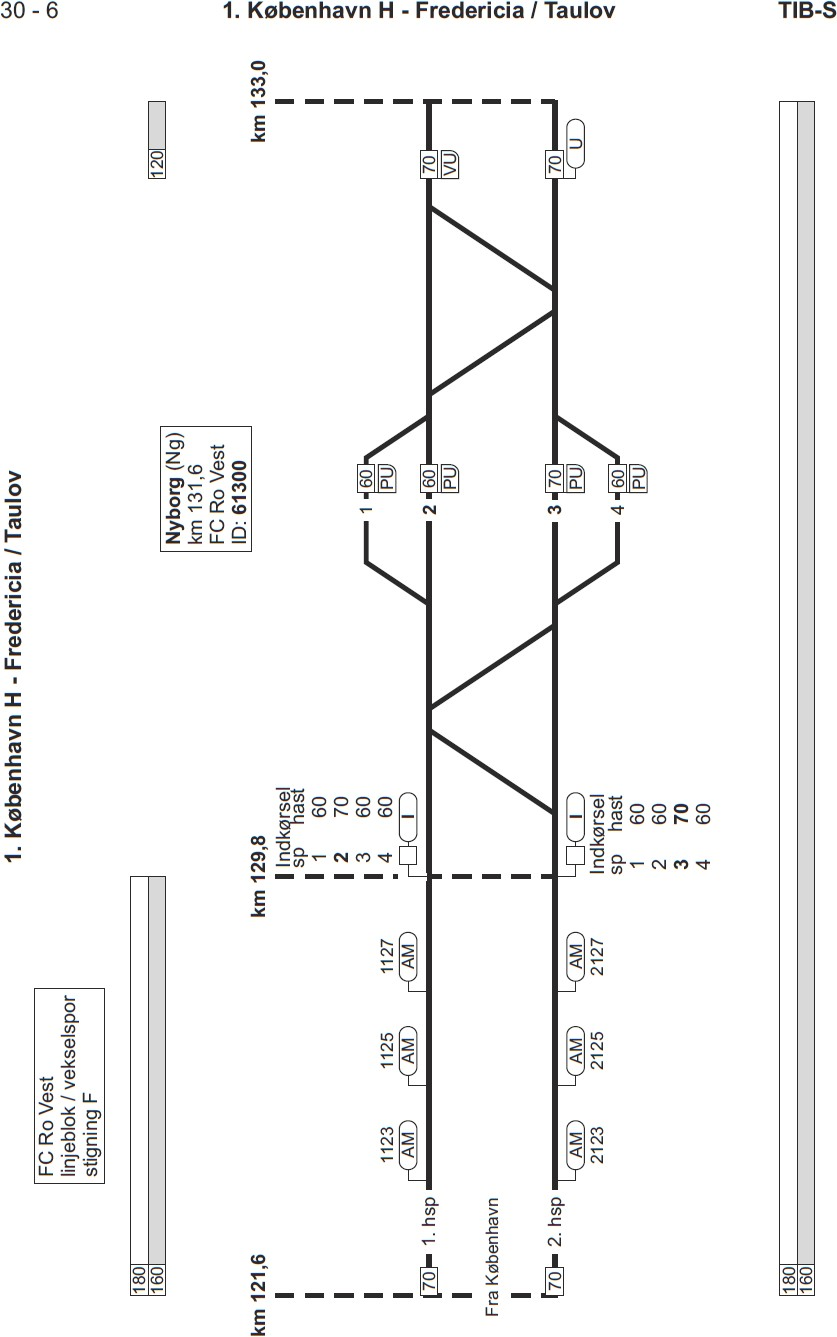 30 - 6
1. København H - Fredericia / Taulov
TIB-S
1. København H - Fredericia / Taulov
FC Ro Vest
linjeblok / vekselspor
stigning F
Nyborg (Ng)
km 131,6
FC Ro Vest
ID: 61300
180
160
120
km 121,6
km 129,8
km 133,0
Indkørsel
sp hast
1 60
2 70
3 60
4 60
1123
AM
1125
AM
1127
AM
I
1
60
PU
70
1. hsp
2
60
PU
70
VU
Fra København
70
2. hsp
3
70
PU
70
U
4
60
PU
AM
2123
AM
2125
AM
2127
I
Indkørsel
sp hast
1 60
2 60
3 70
4 60
180
160